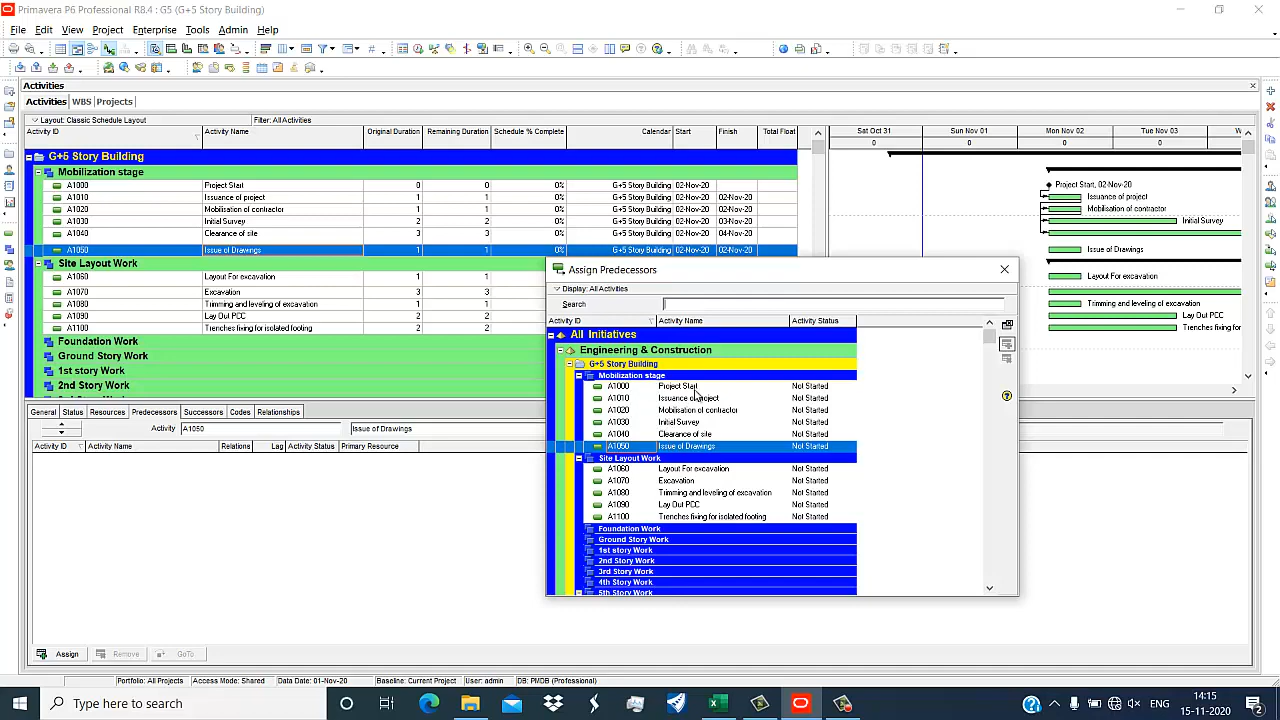 Primavera P6 Professional R8.4 : G5 (G+5 Story Building)
File Edit View Project Enterprise Tools Admin Help
Activities
Activities WBS Projects
Layout: Classic Schedule Layout Filter: All Activities
Activity ID Activity Name Original Duration Remaining Duration Schedule % Complete Calendar Start Finish Total Float
Sat Oct 31 Sun Nov 01 Mon Nov 02 Tue Nov 03 W
0 0 0 0
G+5 Story Building
Mobilization stage
A1000 Project Start 0 0 0% G+5 Story Building 02-Nov-20 Project Start, 02-Nov-20
A1010 Issuance of project 1 1 0% G+5 Story Building 02-Nov-20 02-Nov-20 Issuance of project
A1020 Mobilisation of contractor 1 1 0% G+5 Story Building 02-Nov-20 02-Nov-20 Mobilisation of contractor
A1030 Initial Survey 2 2 0% G+5 Story Building 02-Nov-20 03-Nov-20 Initial Survey
A1040 Clearance of site 3 3 0% G+5 Story Building 02-Nov-20 04-Nov-20
A1050 Issue of Drawings 1 1 0% G+5 Story Building 02-Nov-20 02-Nov-20 Issue of Drawings
Site Layout Work
A1060 Layout For excavation 1 1 Layout For excavation
A1070 Excavation 3 3
A1080 Trimming and leveling of excavation 1 1 Trimming and leveling of excavation
A1090 Lay Out PCC 2 2 Lay Out PCC
A1100 Trenches fixing for isolated footing 2 2 Trenches fixing for isolated fo
Foundation Work
Ground Story Work
1st story Work
2nd Story Work
General Status Resources Predecessors Successors Codes Relationships
Activity A1050 Issue of Drawings
Activity ID Activity Name Relations Lag Activity Status Primary Resource
Assign Remove GoTo
Assign Predecessors
Display: All Activities
Search
Activity ID Activity Name Activity Status
All Initiatives
Engineering & Construction
G+5 Story Building
Mobilization stage
A1000 Project Start Not Started
A1010 Issuance of project Not Started
A1020 Mobilisation of contractor Not Started
A1030 Initial Survey Not Started
A1040 Clearance of site Not Started
A1050 Issue of Drawings Not Started
Site Layout Work
A1060 Layout For excavation Not Started
A1070 Excavation Not Started
A1080 Trimming and leveling of excavation Not Started
A1090 Lay Out PCC Not Started
A1100 Trenches fixing for isolated footing Not Started
Foundation Work
Ground Story Work
1st story Work
2nd Story Work
3rd Story Work
4th Story Work
5th Story Work
Portfolio: All Projects Access Mode: Shared Data Date: 01-Nov-20 Baseline: Current Project User: admin DB: PMDB (Professional)
Type here to search
ENG
14:15
15-11-2020
2